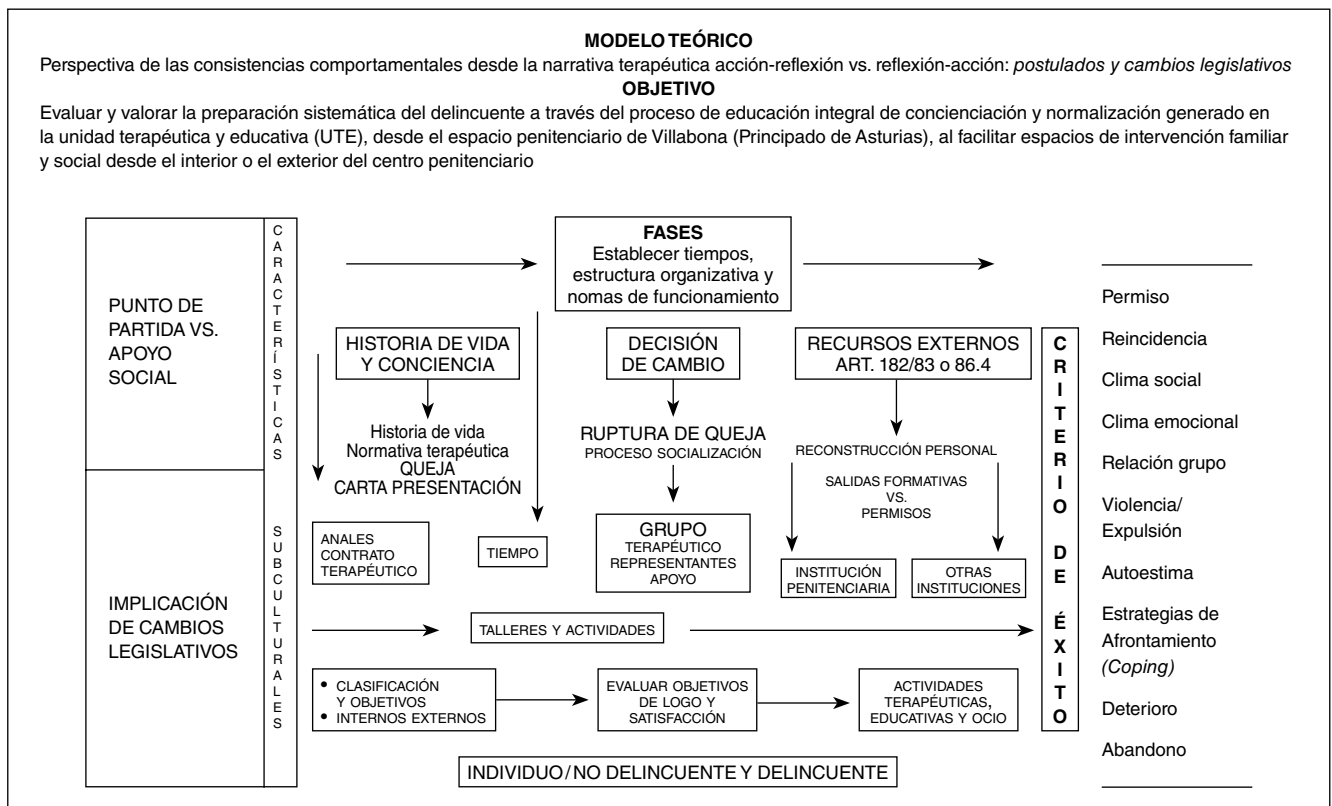 MODELO TEÓRICO
Perspectiva de las consistencias comportamentales desde la narrativa terapéutica acción-reflexión vs. reflexión-acción: postulados y cambios legislativos
OBJETIVO
Evaluar y valorar la preparación sistemática del delincuente a través del proceso de educación integral de concienciación y normalización generado en
la unidad terapéutica y educativa (UTE), desde el espacio penitenciario de Villabona (Principado de Asturias), al facilitar espacios de intervención familiar
y social desde el interior o el exterior del centro penitenciario
PUNTO DE
PARTIDA VS.
APOYO
SOCIAL
IMPLICACIÓN
DE CAMBIOS
LEGISLATIVOS
CARACTERÍSTICAS
SUBCULTURALES
FASES
Establecer tiempos,
estructura organizativa y
nomas de funcionamiento
HISTORIA DE VIDA
Y CONCIENCIA
Historia de vida
Normativa terapéutica
QUEJA
CARTA PRESENTACIÓN
ANALES
CONTRATO
TERAPÉUTICO
TIEMPO
DECISIÓN
DE CAMBIO
RUPTURA DE QUEJA
PROCESO SOCIALIZACIÓN
GRUPO
TERAPÉUTICO
REPRESENTANTES
APOYO
RECURSOS EXTERNOS
ART. 182/83 o 86.4
RECONSTRUCCIÓN PERSONAL
SALIDAS FORMATIVAS
VS.
PERMISOS
INSTITUCIÓN
PENITENCIARIA
OTRAS
INSTITUCIONES
TALLERES Y ACTIVIDADES
• CLASIFICACIÓN
Y OBJETIVOS
• INTERNOS EXTERNOS
EVALUAR OBJETIVOS
DE LOGO Y
SATISFACCIÓN
ACTIVIDADES
TERAPÉUTICAS,
EDUCATIVAS Y OCIO
INDIVIDUO/NO DELINCUENTE Y DELINCUENTE
CRITERIO DE ÉXITO
Permiso
Reincidencia
Clima social
Clima emocional
Relación grupo
Violencia/
Expulsión
Autoestima
Estrategias de
Afrontamiento
(Coping)
Deterioro
Abandono